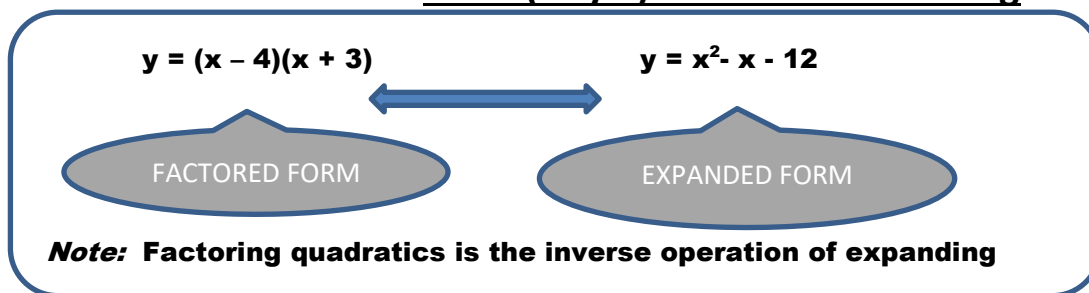 y = (x – 4)(x + 3)
y = x²- x - 12
FACTORED FORM
EXPANDED FORM
Note: Factoring quadratics is the inverse operation of expanding